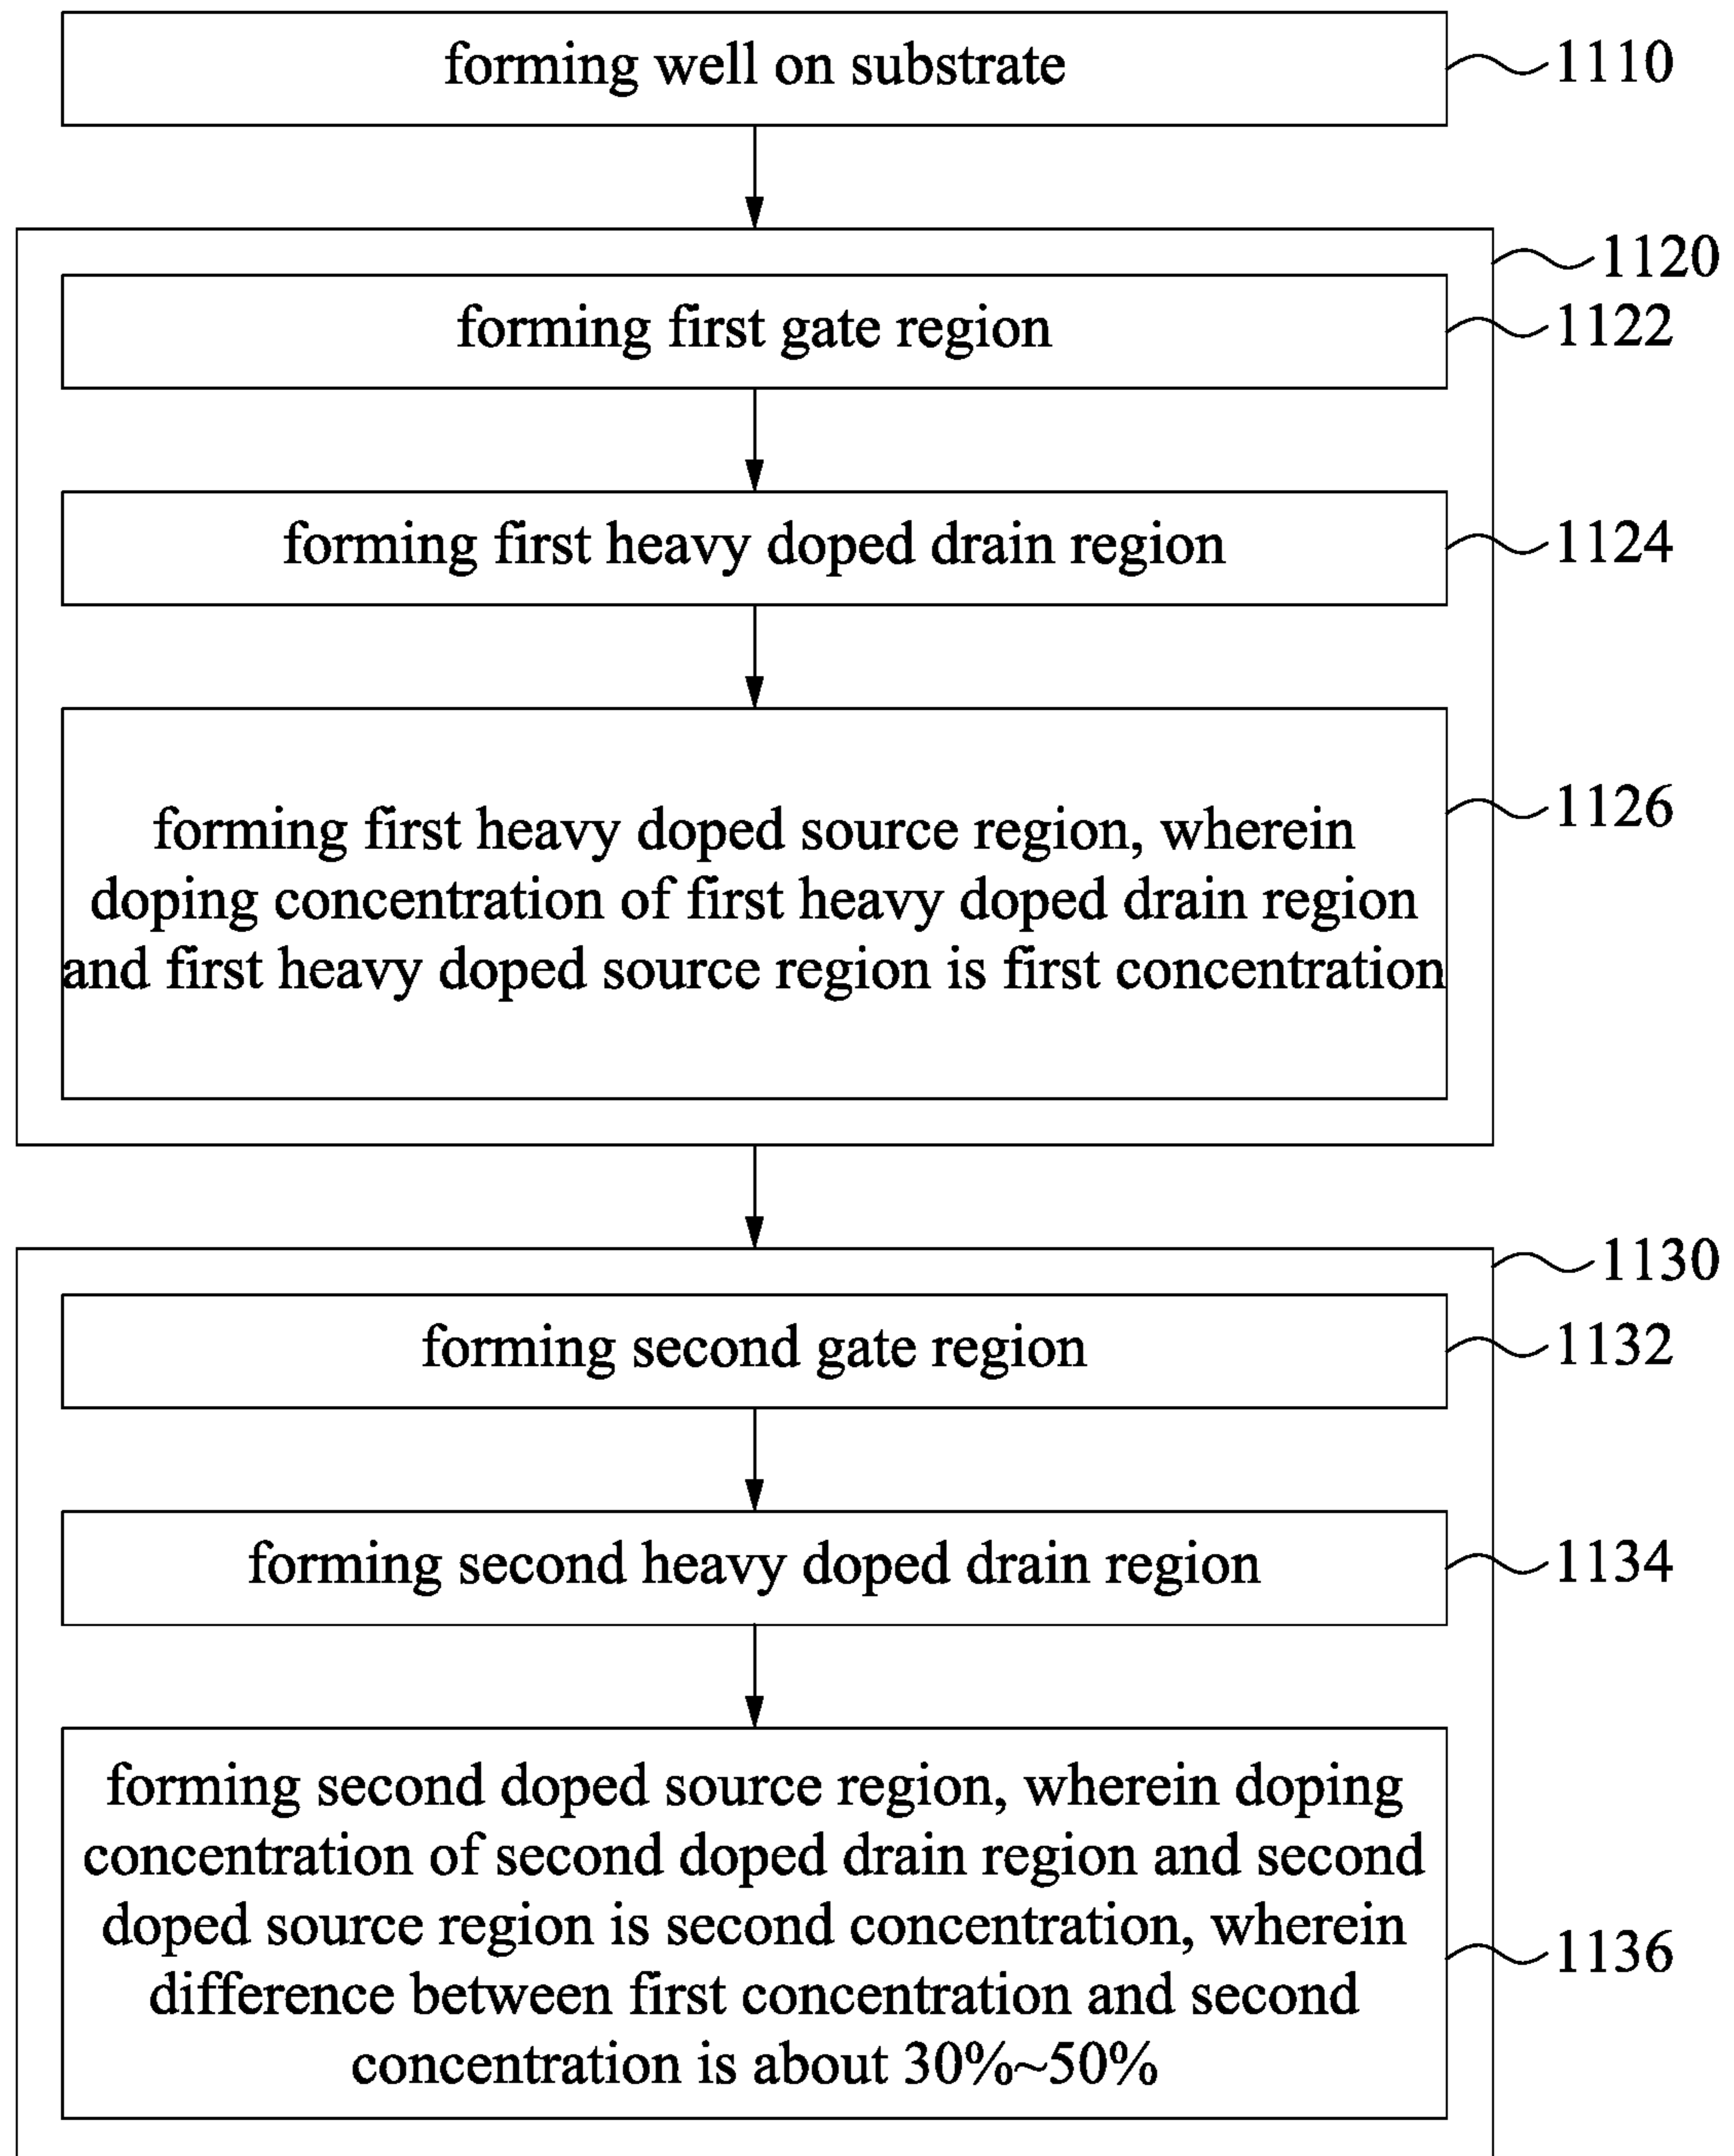 forming well on substrate
1110
1120
forming first gate region
1122
forming first heavy doped drain region
1124
forming first heavy doped source region, wherein
doping concentration of first heavy doped drain region
and first heavy doped source region is first concentration
1126
1130
forming second gate region
1132
forming second heavy doped drain region
1134
forming second doped source region, wherein doping
concentration of second doped drain region and second
doped source region is second concentration, wherein
difference between first concentration and second
concentration is about 30%~50%
1136